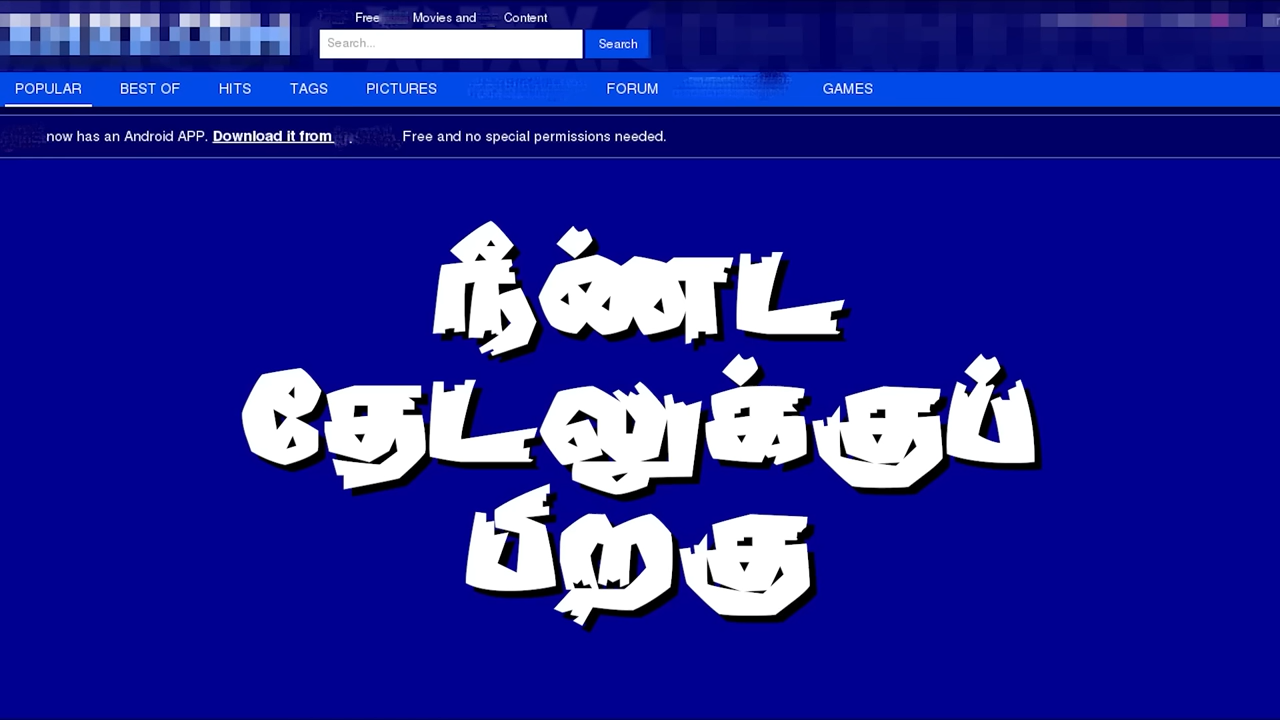 Free Movies and Content
Search...
Search
POPULAR BEST OF HITS TAGS PICTURES FORUM GAMES
now has an Android APP. Download it from Free and no special permissions needed.
நீண்ட
தேடலுக்குப்
பிறகு